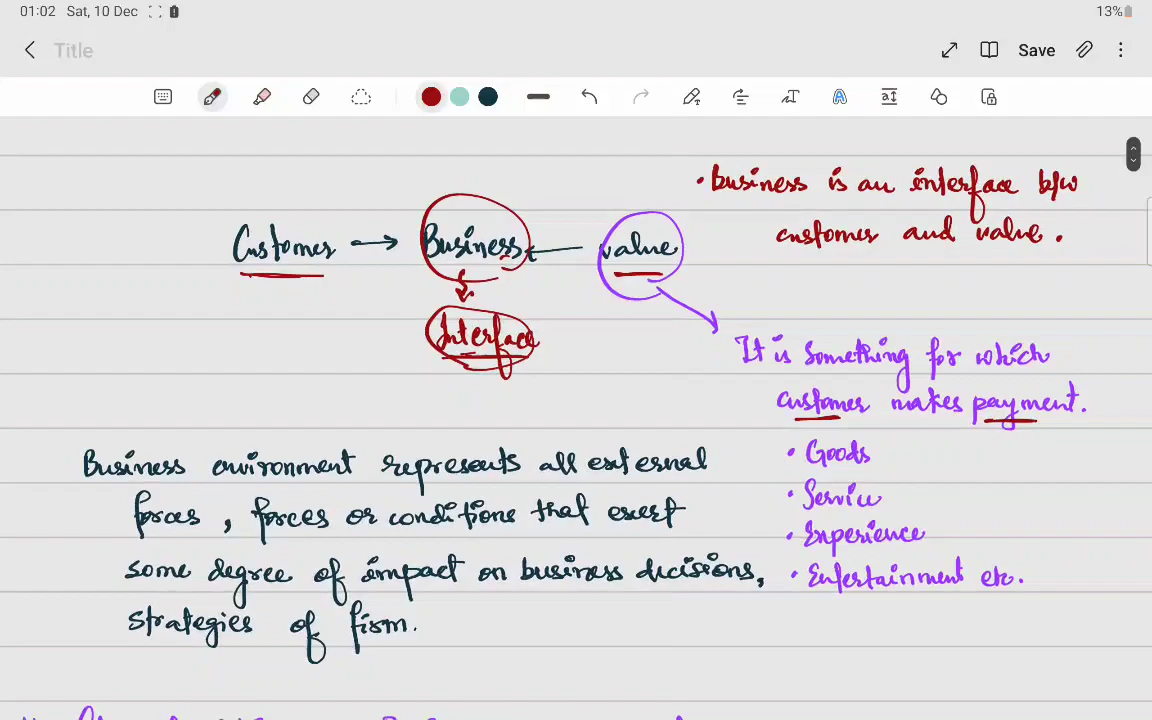 01:02 Sat, 10 Dec
13%
Title
Save
• Business is an interface b/w
customer and value.
Customer → Business ← value
Interface
It is something for which
customer makes payment.
• Goods
• Service
• Experience
• Entertainment etc.
Business environment represents all external
forces, forces or conditions that exert
some degree of impact on business decisions,
strategies of firm.